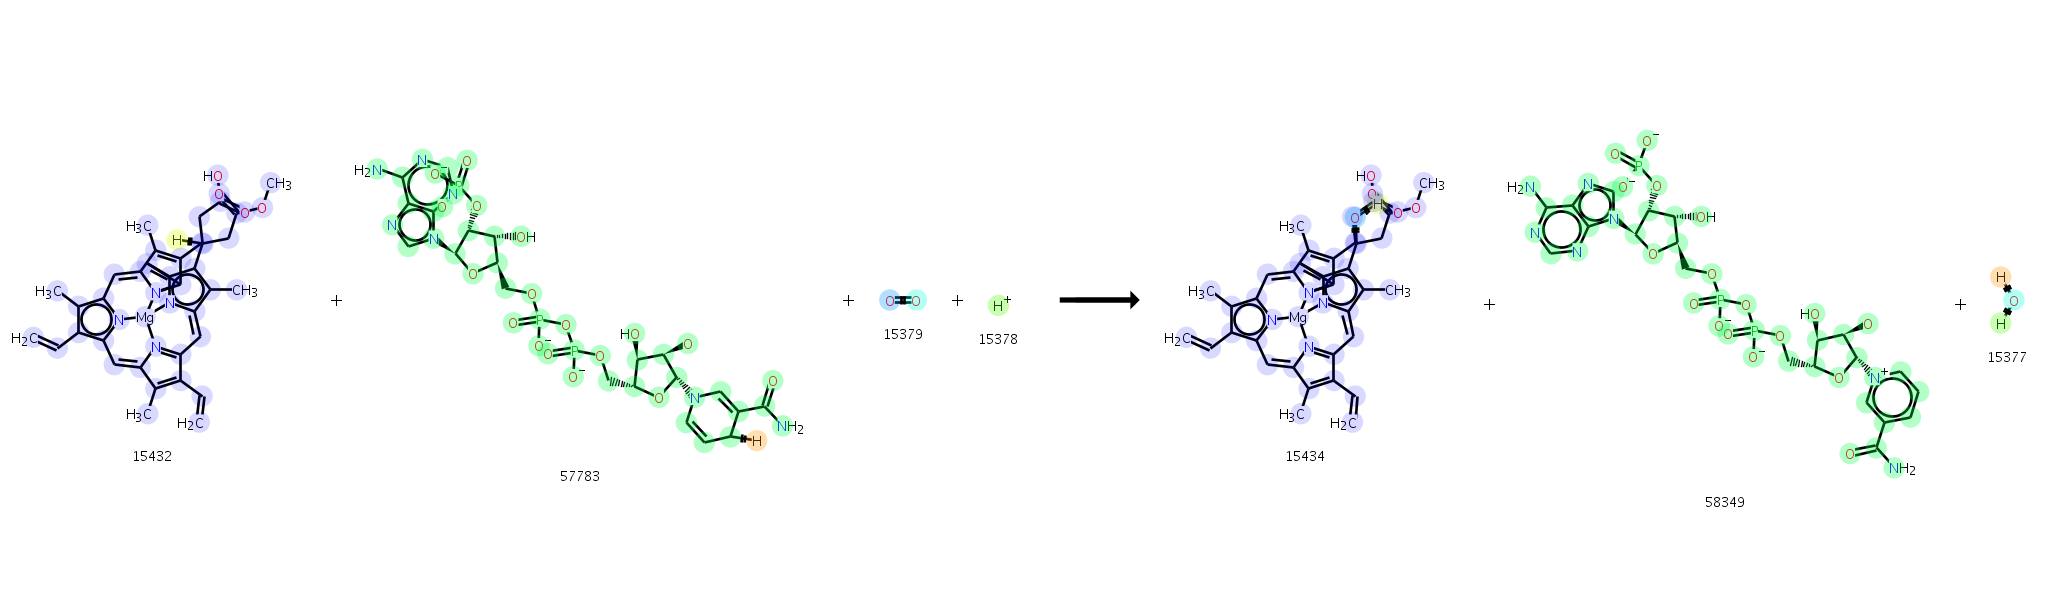 HO
O
CH3
O
O
H
H3C
H3C
N
N
CH3
N
Mg
N
H2C
H3C
H2C
15432
+
H2N
N
O−
P
O
N
O
O
N
N
OH
O
O
O
P
O
O−
O
P
O
O−
HO
O
O
N
O
NH2
H
57783
+
O
O
15379
+
H+
15378
HO
O
H
CH3
O
O
O
H3C
H3C
N
N
CH3
N
Mg
N
H2C
H3C
H2C
15434
+
O−
O
P
H2N
N
O−
O
N
N
N
OH
O
O
O
P
O
O−
O
P
O
O−
HO
O
O
N+
O
NH2
58349
+
H
O
H
15377